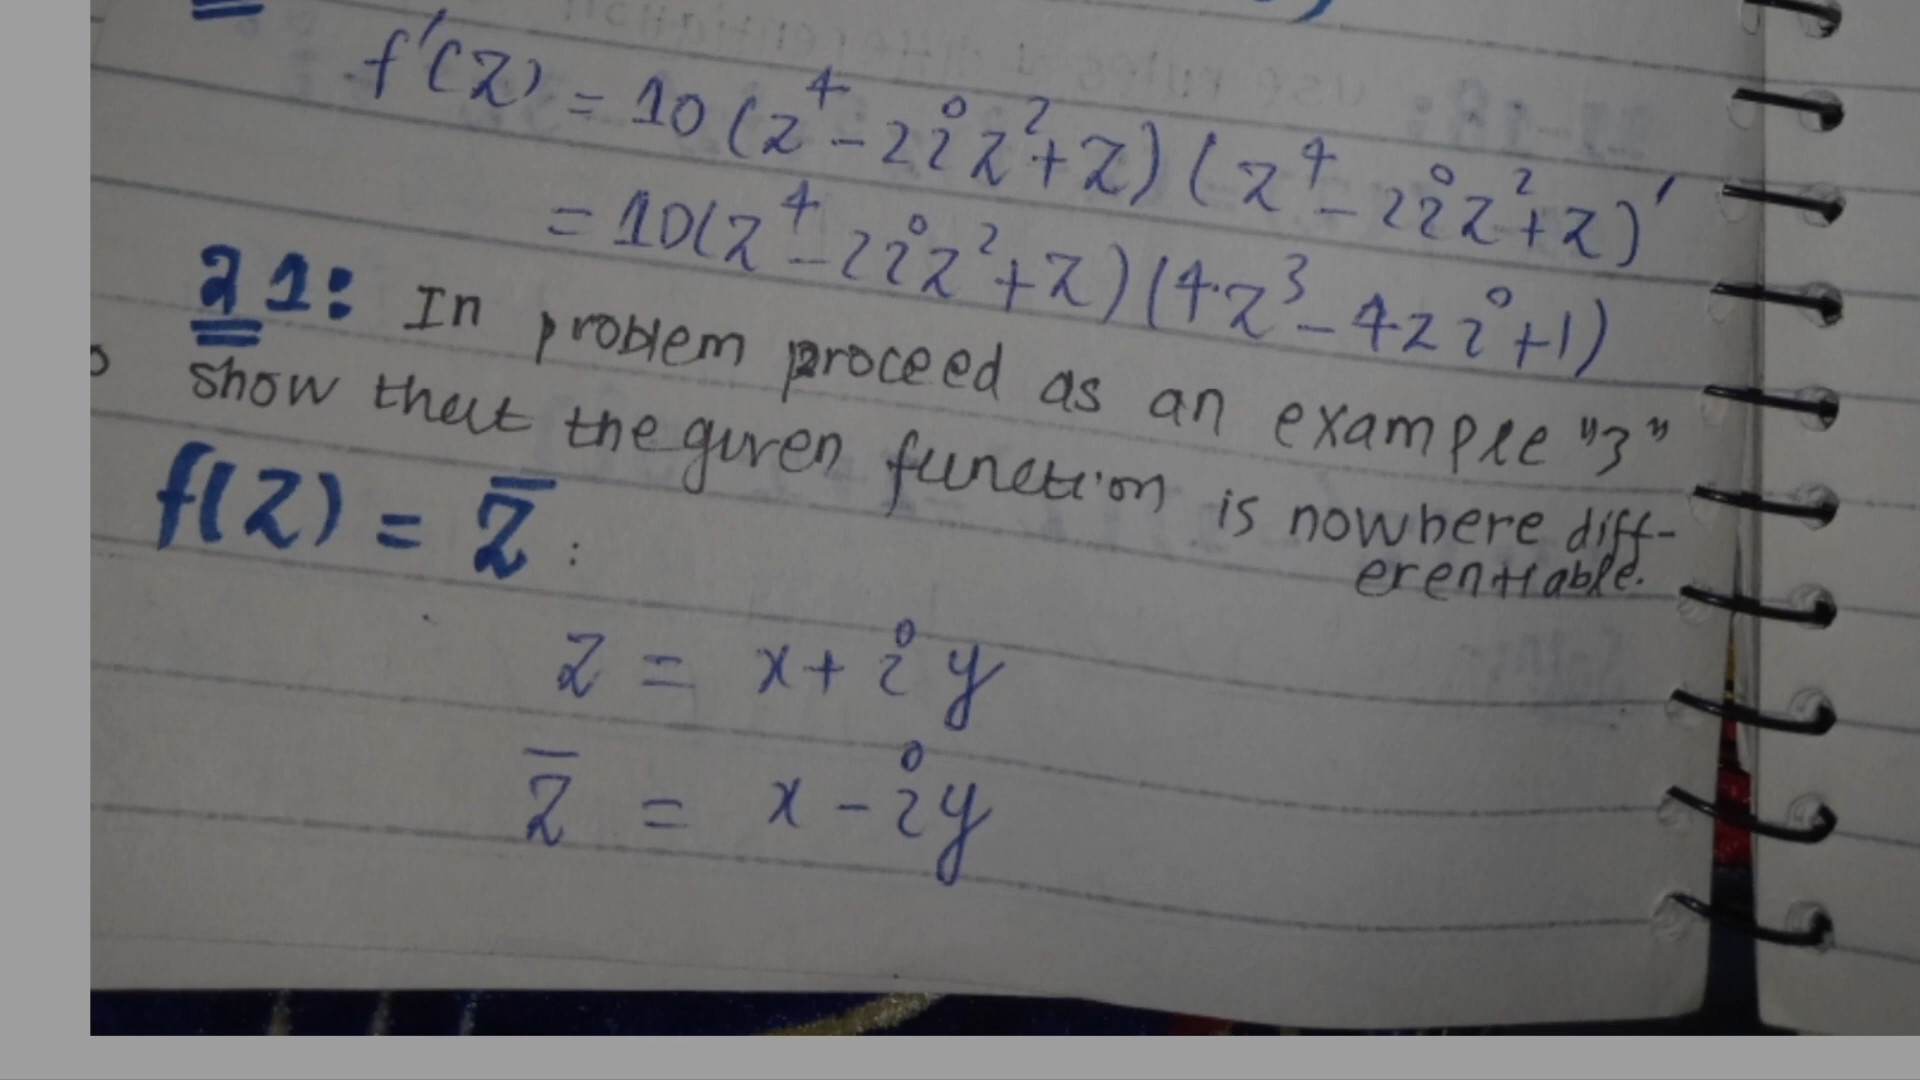 f'(z) = 10 (z⁴ - 2iz² + z) (z⁴ - 2iz² + z)'
= 10(z⁴ - 2iz² + z) (4z³ - 4zi + 1)
21: In problem proceed as an example "3"
show that the given function is nowhere diff-
erentiable.
f(z) = z̅ :
z = x + iy
z̅ = x - iy